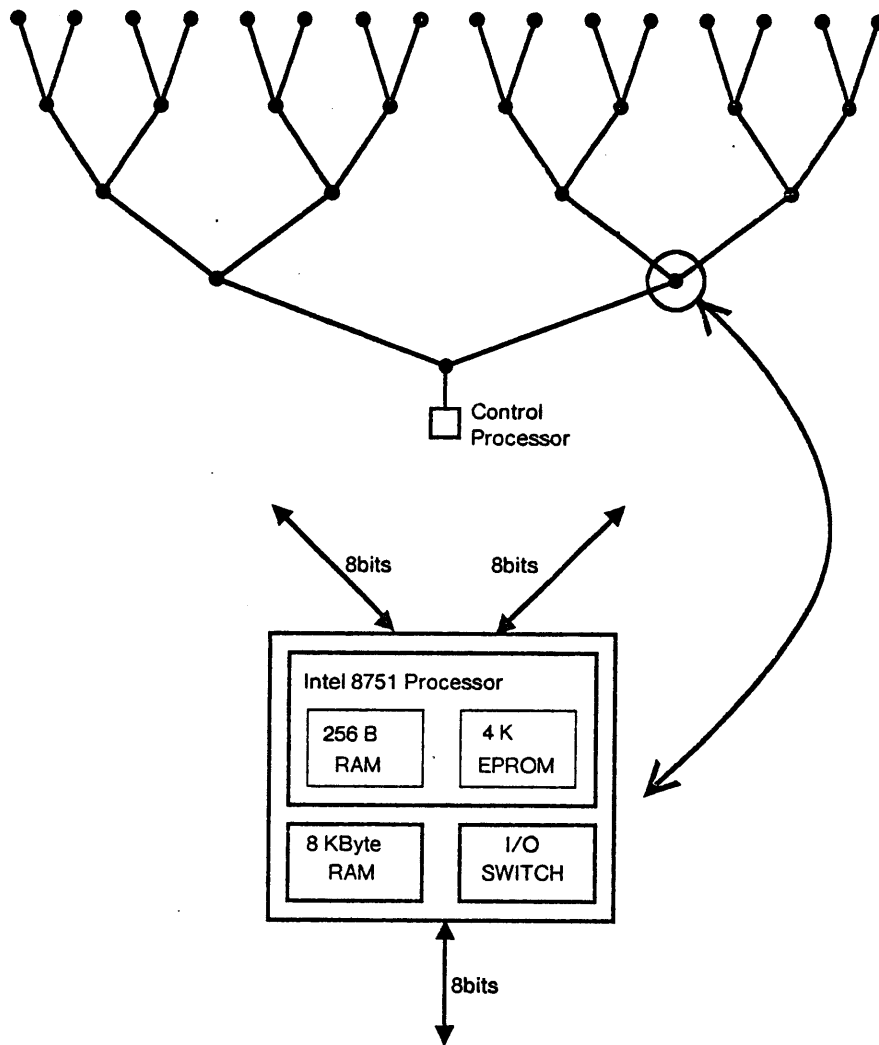 Control
Processor
8bits
8bits
Intel 8751 Processor
256 B
RAM
4 K
EPROM
8 KByte
RAM
I/O
SWITCH
8bits